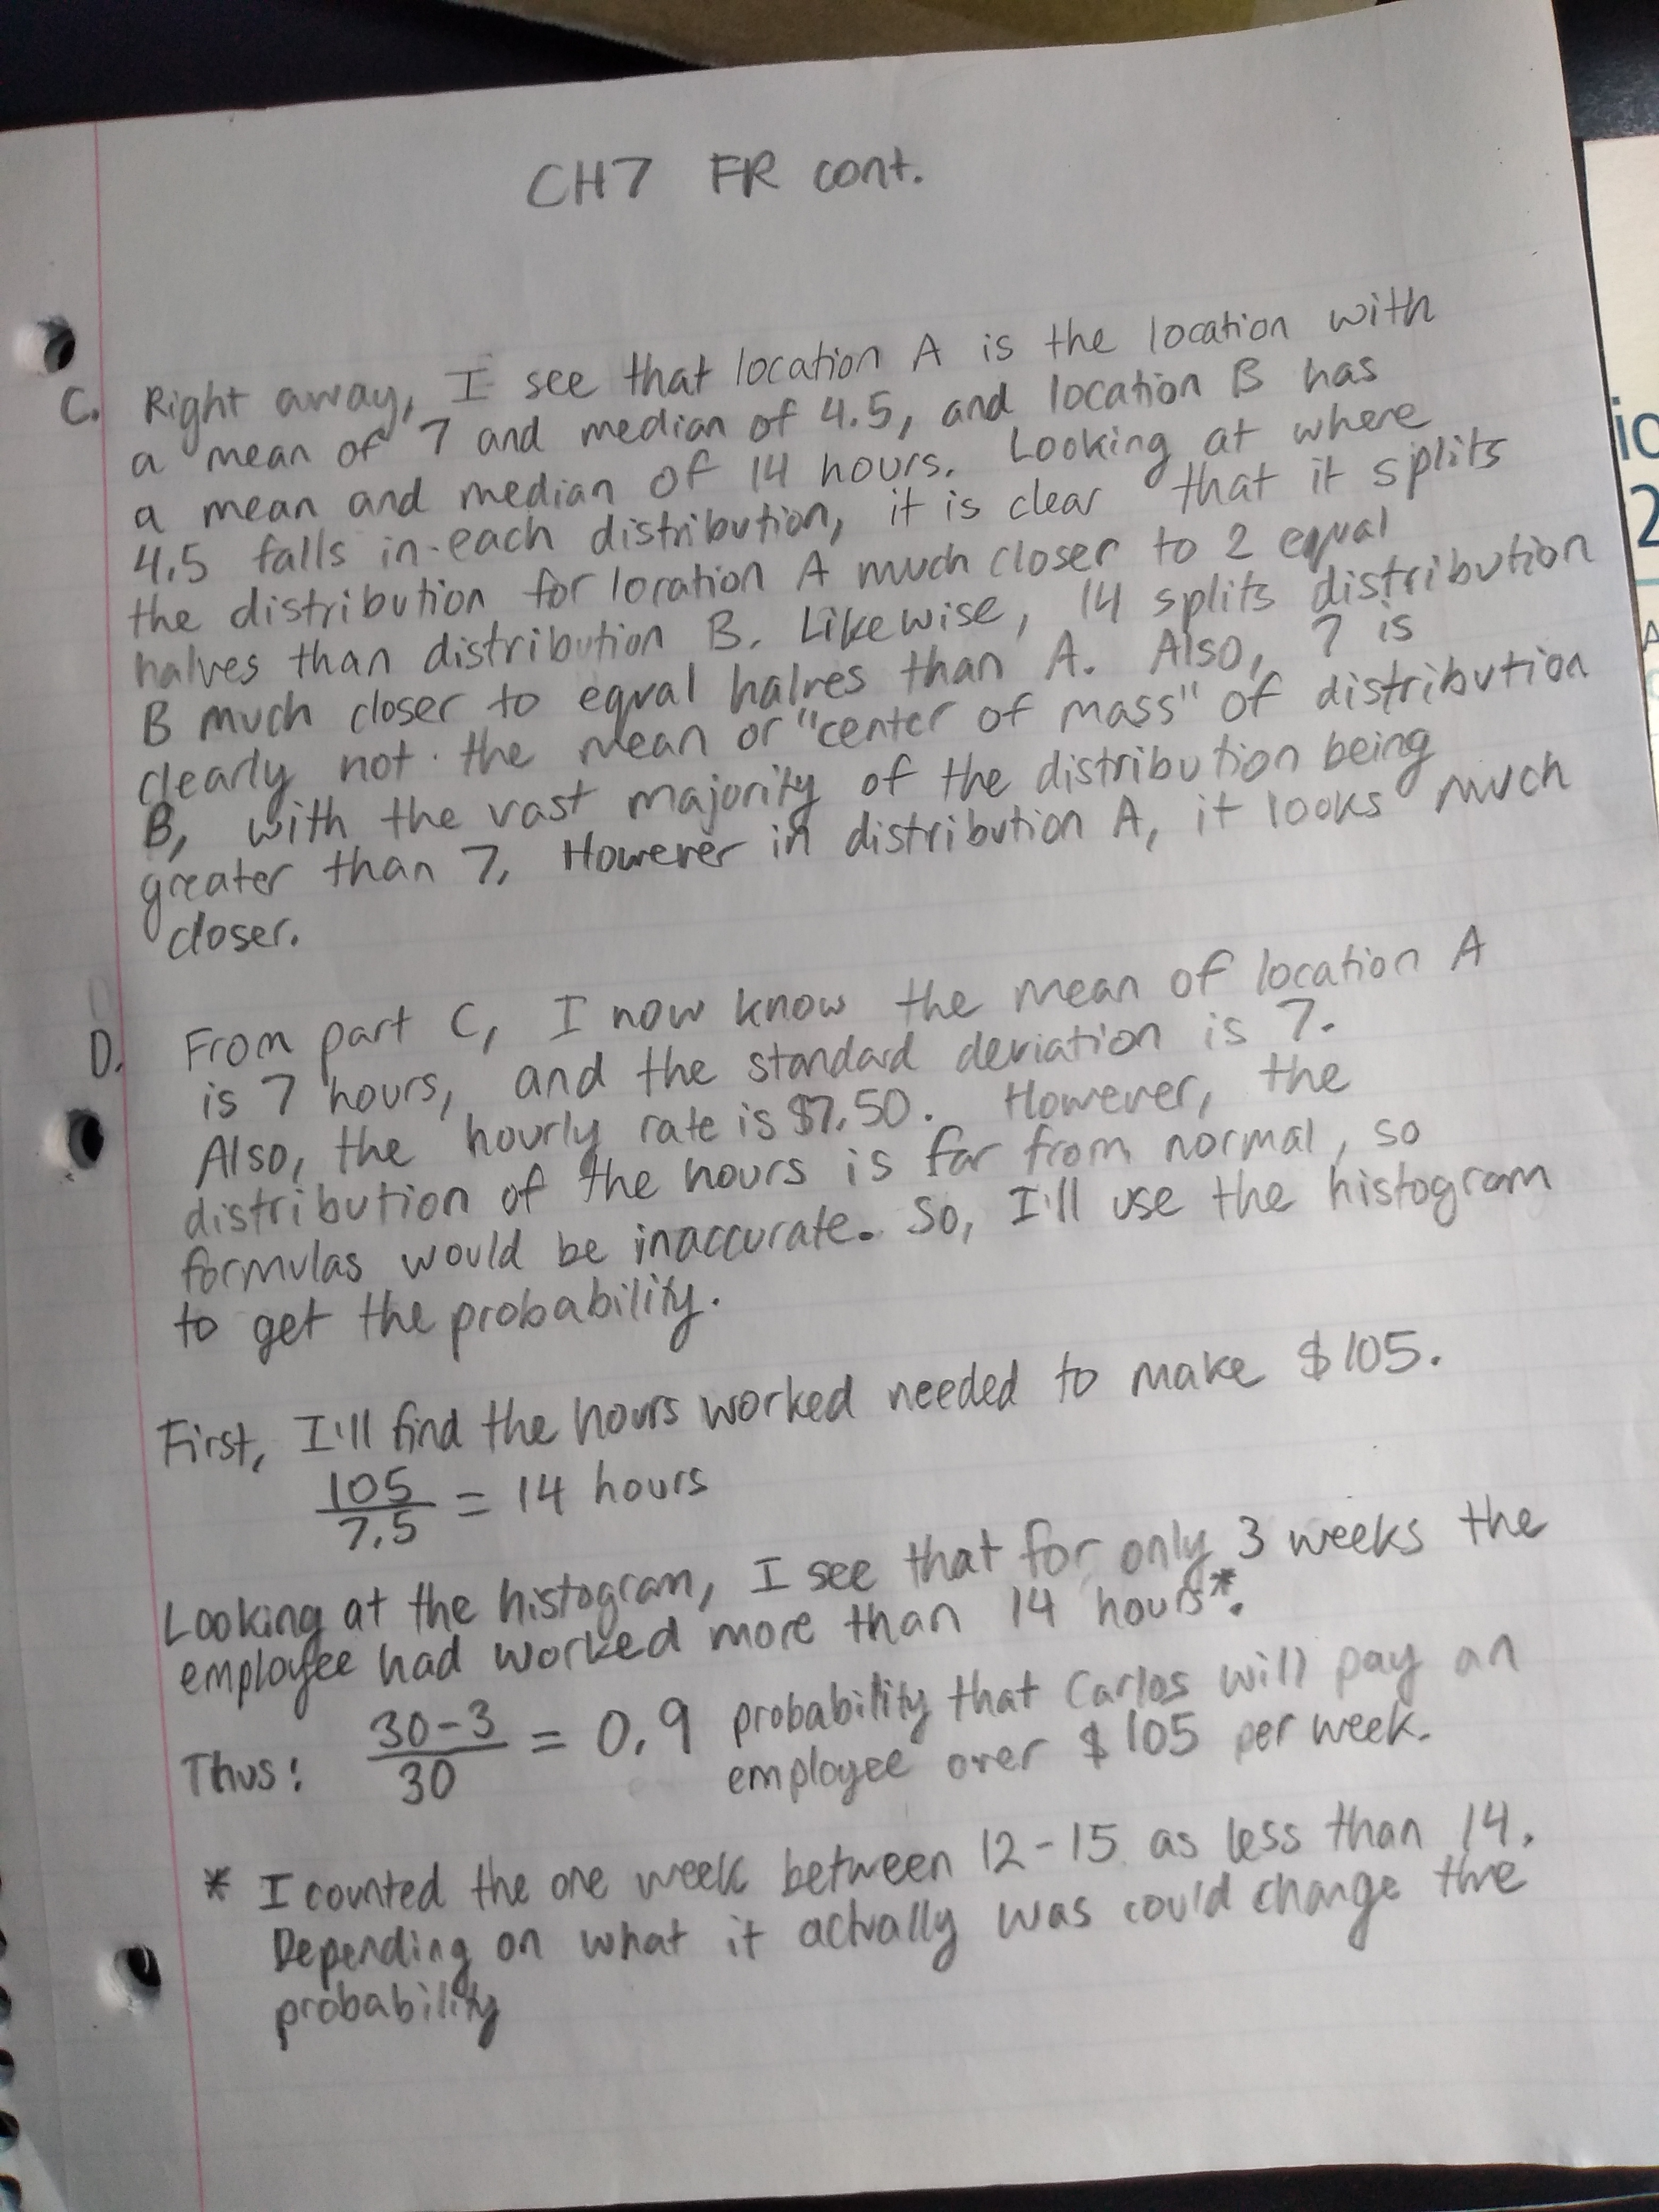 CH7 FR cont.
C. Right away, I see that location A is the location with
a mean of 7 and median of 4.5, and location B has
a mean and median of 14 hours. Looking at where
4.5 falls in each distribution, it is clear that it splits
the distribution for location A much closer to 2 equal
halves than distribution B. Likewise, 14 splits distribution
B much closer to equal halves than A. Also, 7 is
clearly not the mean or "center of mass" of distribution
B, with the vast majority of the distribution being
greater than 7. However in distribution A, it looks much
closer.
D. From part C, I now know the mean of location A
is 7 hours, and the standard deviation is 7.
Also, the hourly rate is $7.50. However, the
distribution of the hours is far from normal, so
formulas would be inaccurate. So, I'll use the histogram
to get the probability.
First, I'll find the hours worked needed to make $105.
105/7.5 = 14 hours
Looking at the histogram, I see that for only 3 weeks the
employee had worked more than 14 hours*.
Thus: 30-3/30 = 0.9 probability that Carlos will pay an
employee over $105 per week.
* I counted the one week between 12-15 as less than 14.
Depending on what it actually was could change the
probability
io
2